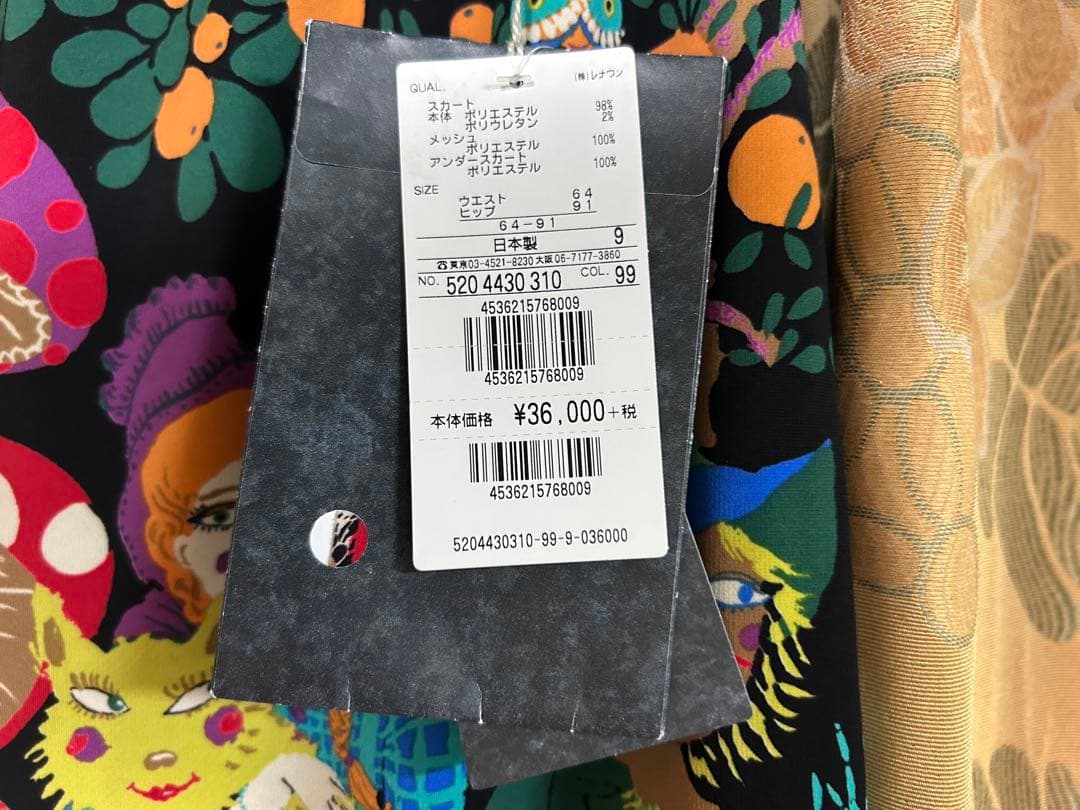 QUAL.
(株)レナウン
スカート
本体 ポリエステル 98%
ポリウレタン 2%
メッシュ
ポリエステル 100%
アンダースカート
ポリエステル 100%
SIZE
ウエスト 64
ヒップ 91
64-91
日本製 9
☎東京03-4521-8230 大阪06-7177-3860
NO. 520 4430 310 COL. 99
4536215768009
4536215768009
本体価格 ¥36,000+税
4536215768009
5204430310-99-9-036000